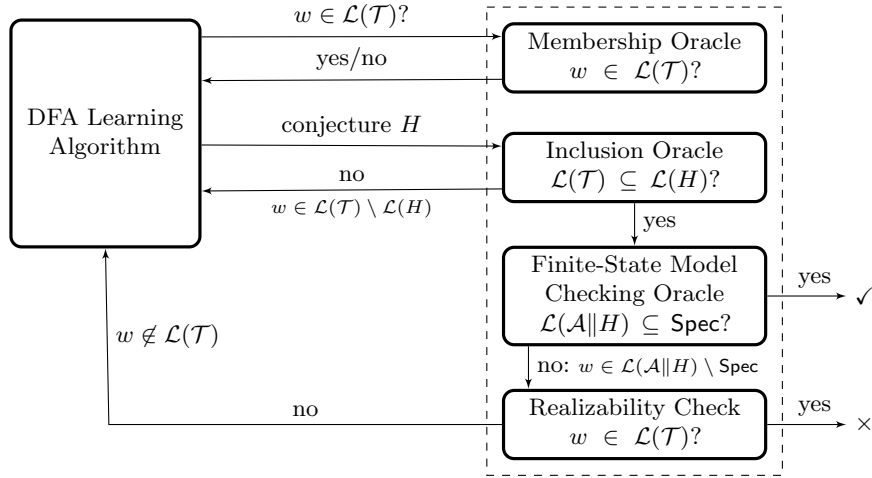 w ∈ ℒ(𝒯)?
yes/no
DFA Learning
Algorithm
conjecture H
no
w ∈ ℒ(𝒯) \ ℒ(H)
Membership Oracle
w ∈ ℒ(𝒯)?
Inclusion Oracle
ℒ(𝒯) ⊆ ℒ(H)?
yes
Finite-State Model
Checking Oracle
ℒ(𝒜∥H) ⊆ Spec?
yes
✓
w ∉ ℒ(𝒯)
no: w ∈ ℒ(𝒜∥H) \ Spec
no
Realizability Check
w ∈ ℒ(𝒯)?
yes
×